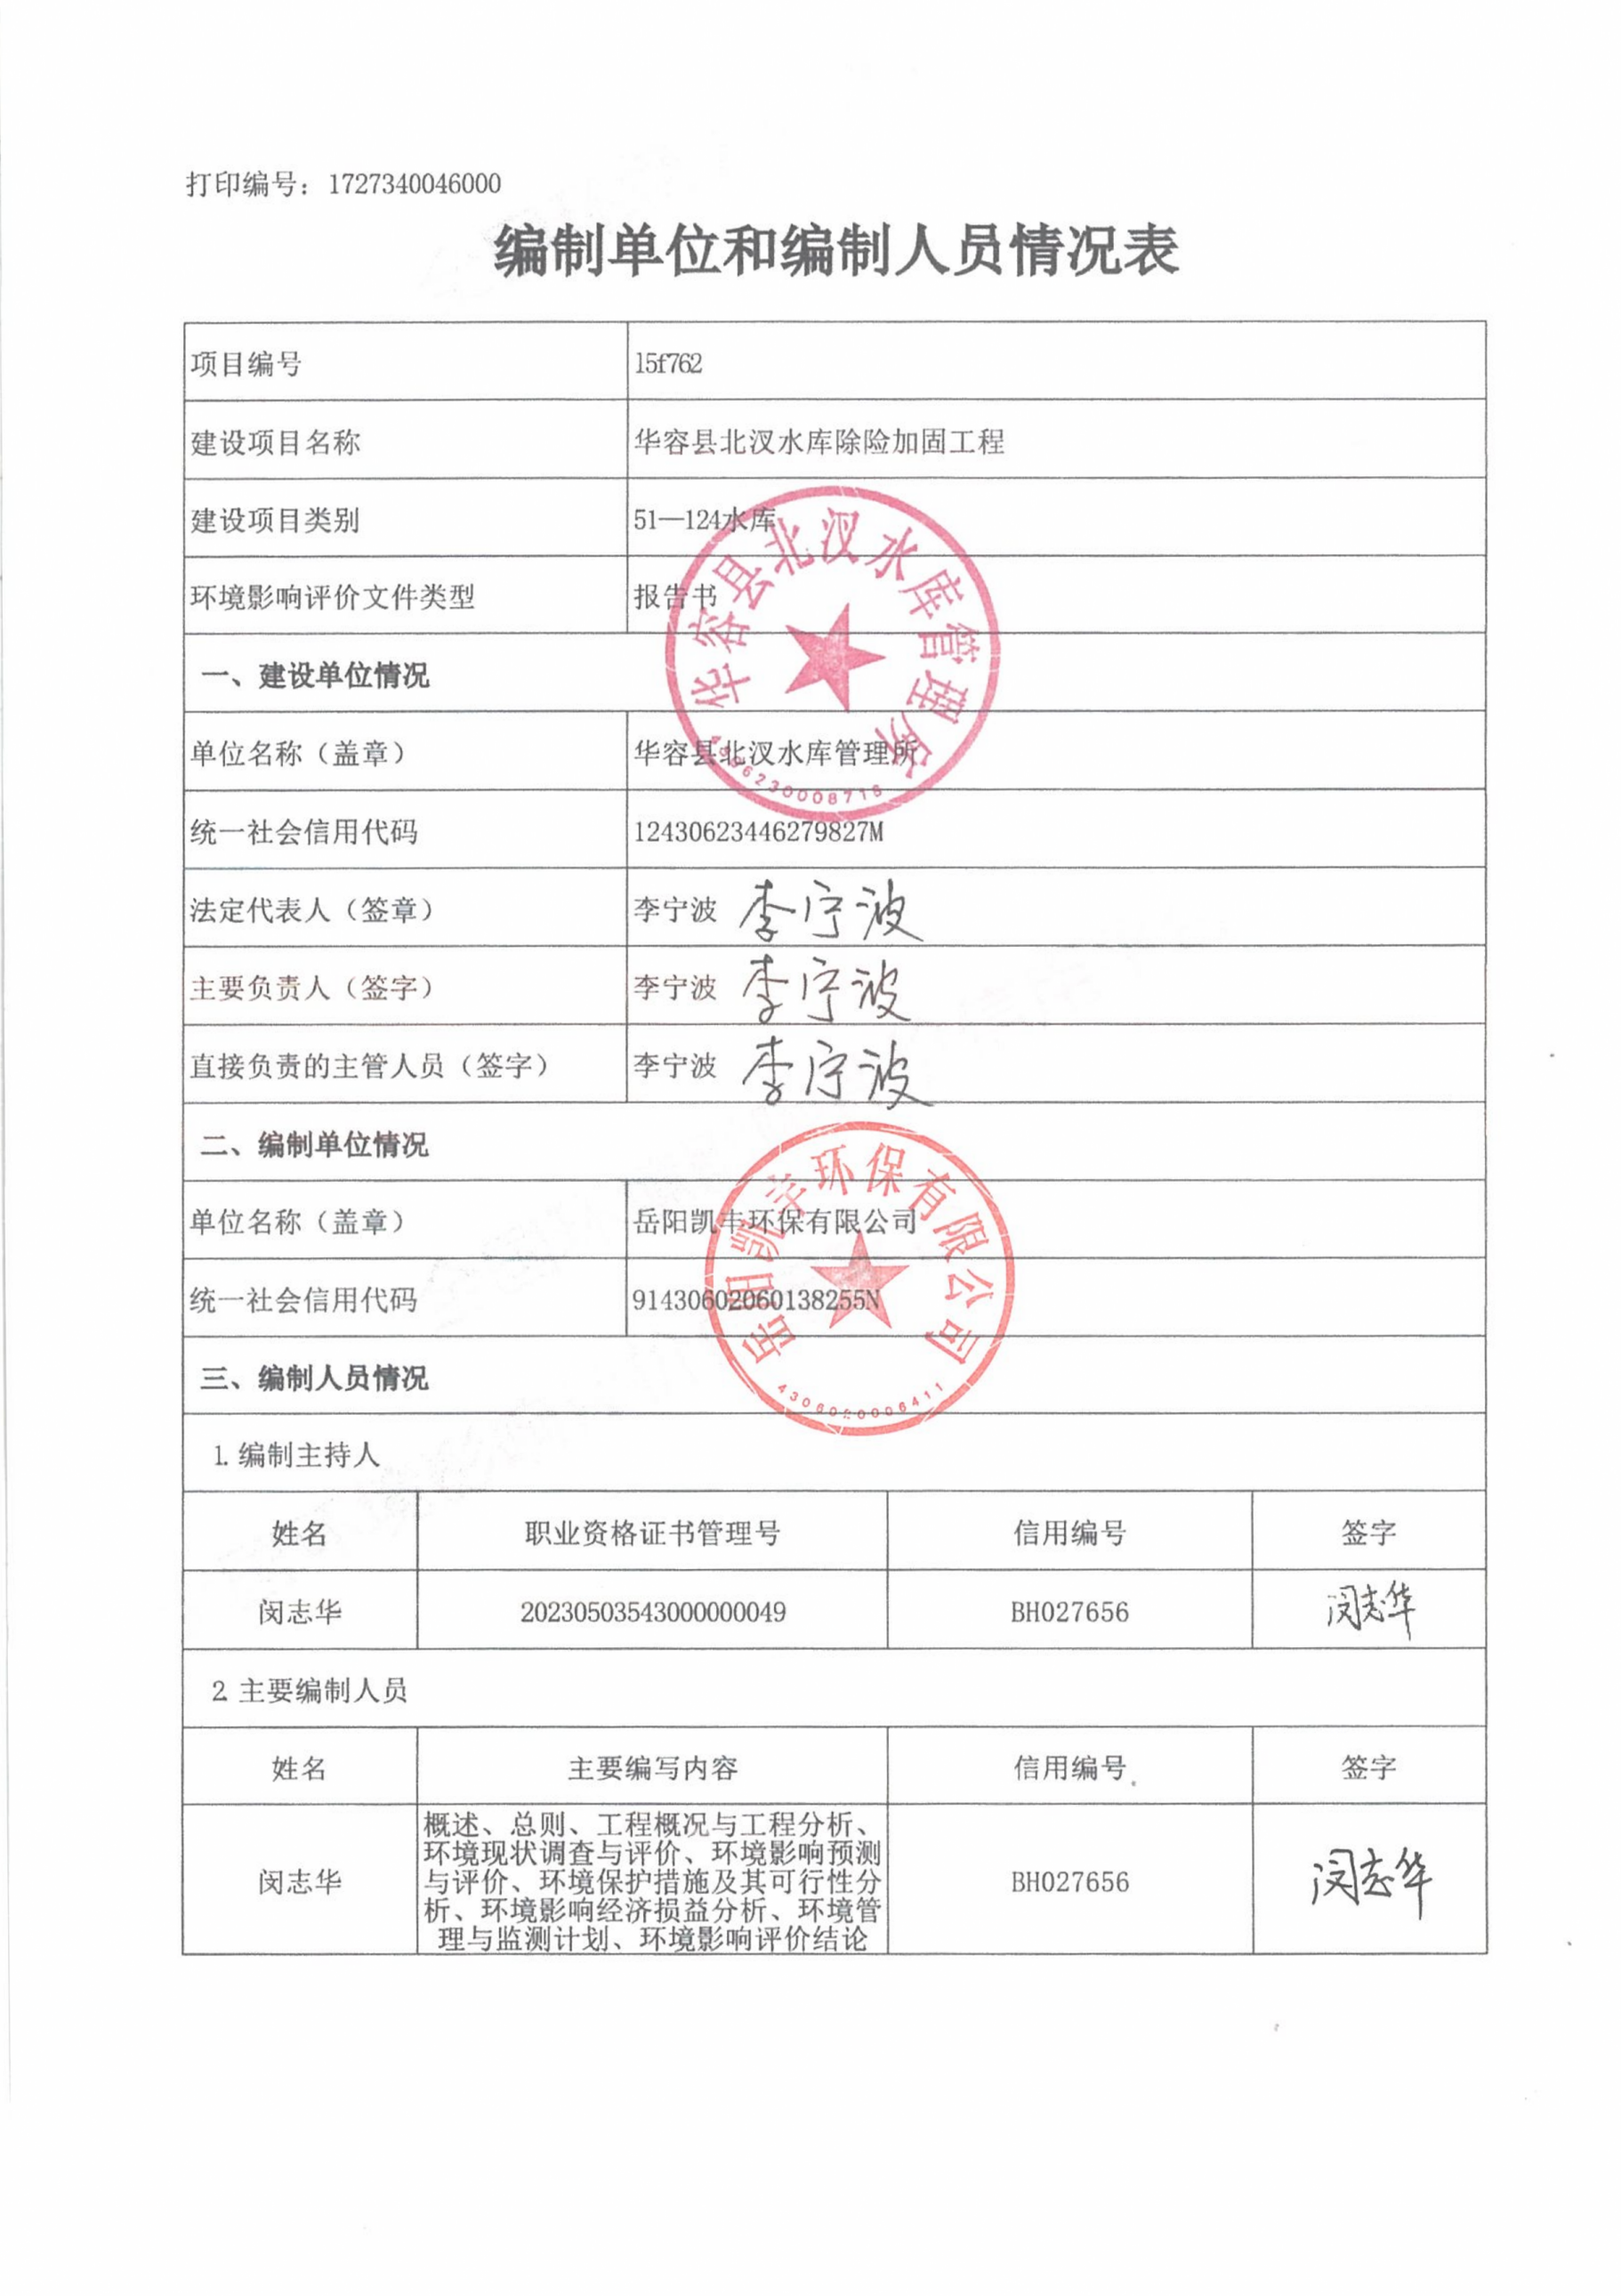 打印编号：1727340046000
编制单位和编制人员情况表
项目编号 15f762
建设项目名称 华容县北汊水库除险加固工程
建设项目类别 51—124水库
环境影响评价文件类型 报告书
一、建设单位情况
单位名称（盖章） 华容县北汊水库管理所
统一社会信用代码 12430623446279827M
法定代表人（签章） 李宁波 李宁波
主要负责人（签字） 李宁波 李宁波
直接负责的主管人员（签字） 李宁波 李宁波
二、编制单位情况
单位名称（盖章） 岳阳凯丰环保有限公司
统一社会信用代码 91430602060138255N
三、编制人员情况
1. 编制主持人
姓名 职业资格证书管理号 信用编号 签字
闵志华 20230503543000000049 BH027656 闵志华
2 主要编制人员
姓名 主要编写内容 信用编号 签字
概述、总则、工程概况与工程分析、
环境现状调查与评价、环境影响预测
闵志华 与评价、环境保护措施及其可行性分 BH027656 闵志华
析、环境影响经济损益分析、环境管
理与监测计划、环境影响评价结论
华容县北汊水库管理所
岳阳凯丰环保有限公司
4306020006411